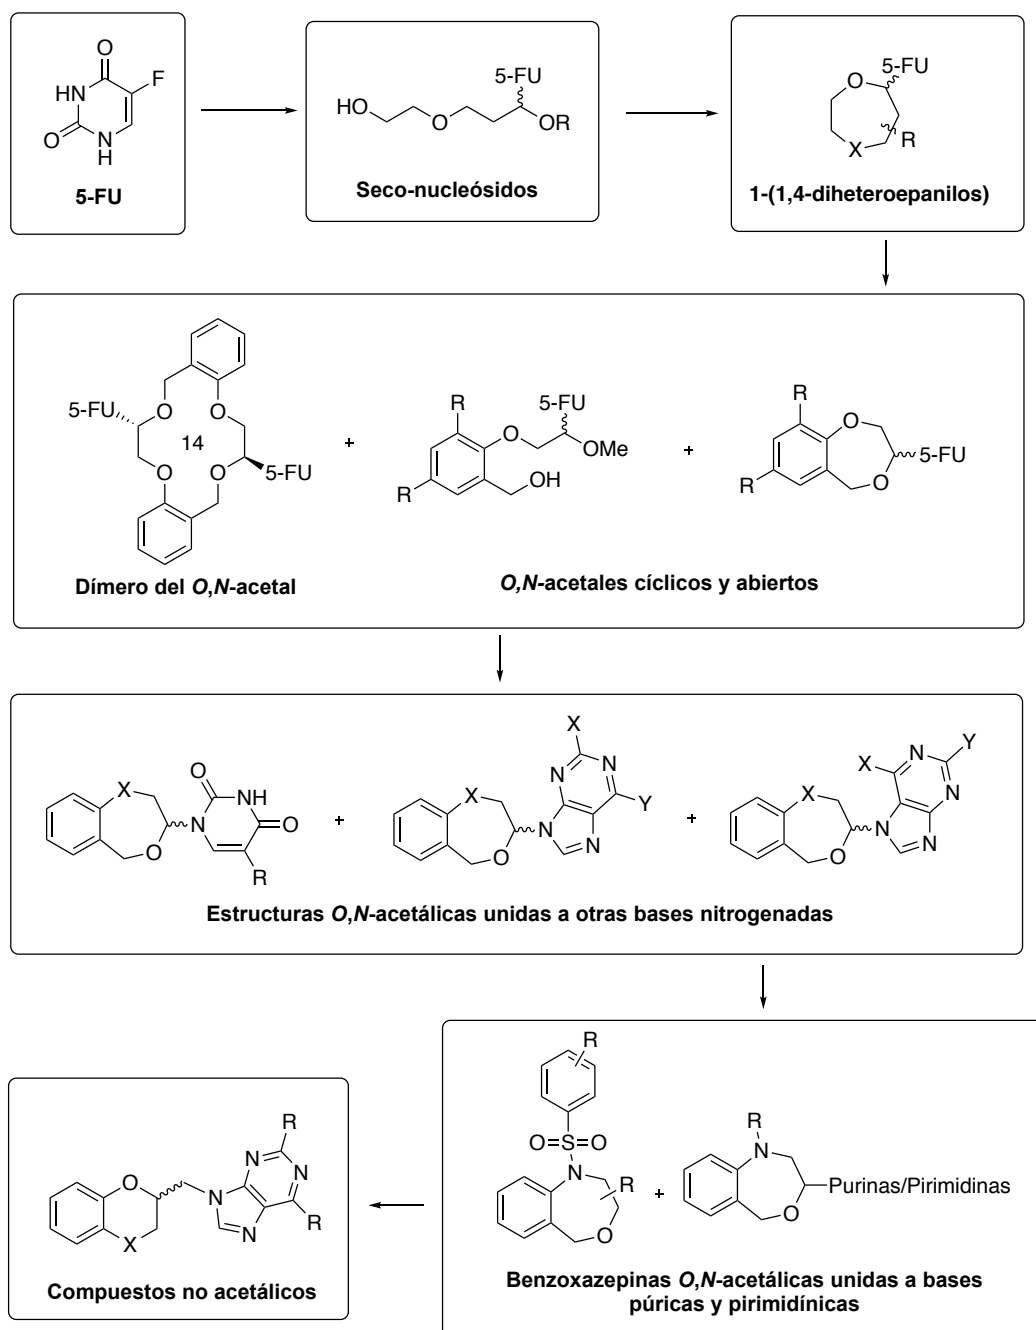 O
F
HN
O
N
H
5-FU
5-FU
HO
O
OR
Seco-nucleósidos
5-FU
O
R
X
1-(1,4-diheteroepanilos)
5-FU
O
O
14
O
O
5-FU
Dímero del O,N-acetal
+
R
5-FU
O
OMe
OH
R
+
R
O
5-FU
O
R
O,N-acetales cíclicos y abiertos
X
O
NH
N
O
O
R
+
X
N
N
X
Y
N
N
O
+
X
N
Y
X
N
N
N
O
Estructuras O,N-acetálicas unidas a otras bases nitrogenadas
R
O=S=O
N
R
O
+
R
N
Purinas/Pirimidinas
O
Benzoxazepinas O,N-acetálicas unidas a bases
púricas y pirimidínicas
R
O
N
N
N
N
R
X
Compuestos no acetálicos